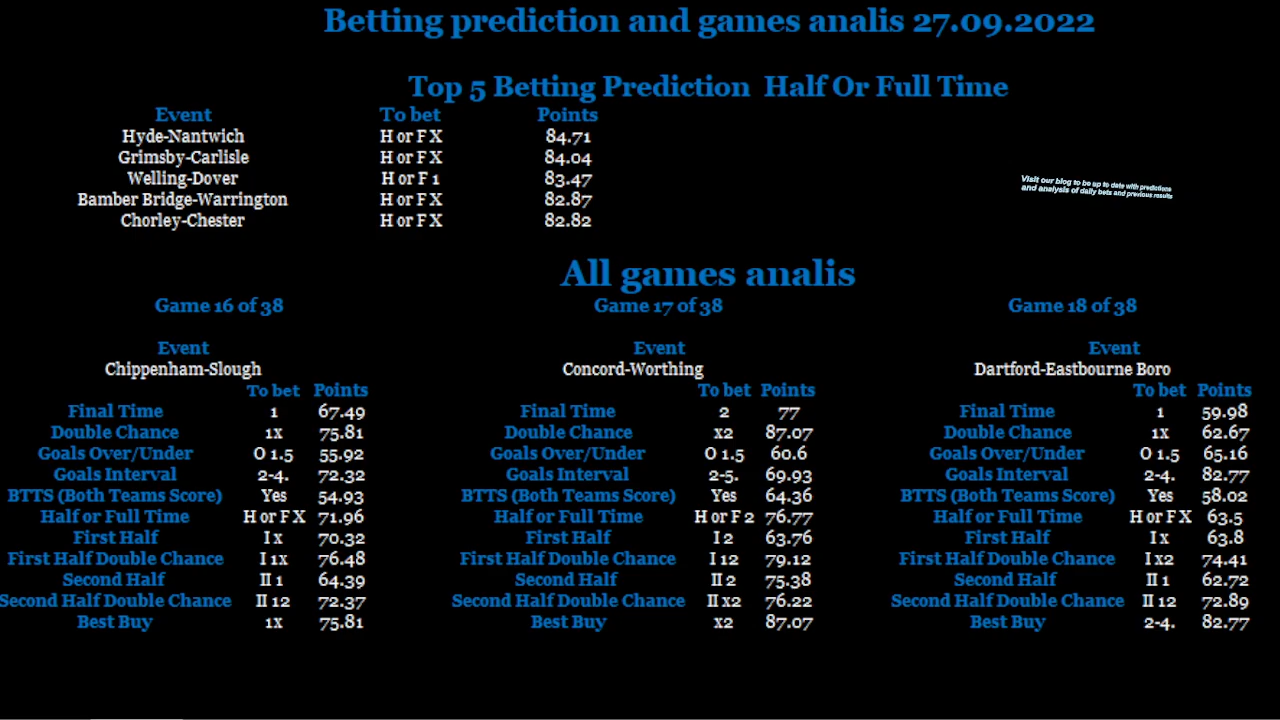 Betting prediction and games analis 27.09.2022
Top 5 Betting Prediction Half Or Full Time
Event To bet Points
Hyde-Nantwich H or F X 84.71
Grimsby-Carlisle H or F X 84.04
Welling-Dover H or F 1 83.47
Bamber Bridge-Warrington H or F X 82.87
Chorley-Chester H or F X 82.82
Visit our blog to be up to date with predictions
and analysis of daily bets and previous results
All games analis
Game 16 of 38 Game 17 of 38 Game 18 of 38
Event Event Event
Chippenham-Slough Concord-Worthing Dartford-Eastbourne Boro
To bet Points To bet Points To bet Points
Final Time 1 67.49 Final Time 2 77 Final Time 1 59.98
Double Chance 1x 75.81 Double Chance x2 87.07 Double Chance 1x 62.67
Goals Over/Under O 1.5 55.92 Goals Over/Under O 1.5 60.6 Goals Over/Under O 1.5 65.16
Goals Interval 2-4. 72.32 Goals Interval 2-5. 69.93 Goals Interval 2-4. 82.77
BTTS (Both Teams Score) Yes 54.93 BTTS (Both Teams Score) Yes 64.36 BTTS (Both Teams Score) Yes 58.02
Half or Full Time H or F X 71.96 Half or Full Time H or F 2 76.77 Half or Full Time H or F X 63.5
First Half I x 70.32 First Half I 2 63.76 First Half I x 63.8
First Half Double Chance I 1x 76.48 First Half Double Chance I 12 79.12 First Half Double Chance I x2 74.41
Second Half II 1 64.39 Second Half II 2 75.38 Second Half II 1 62.72
Second Half Double Chance II 12 72.37 Second Half Double Chance II x2 76.22 Second Half Double Chance II 12 72.89
Best Buy 1x 75.81 Best Buy x2 87.07 Best Buy 2-4. 82.77